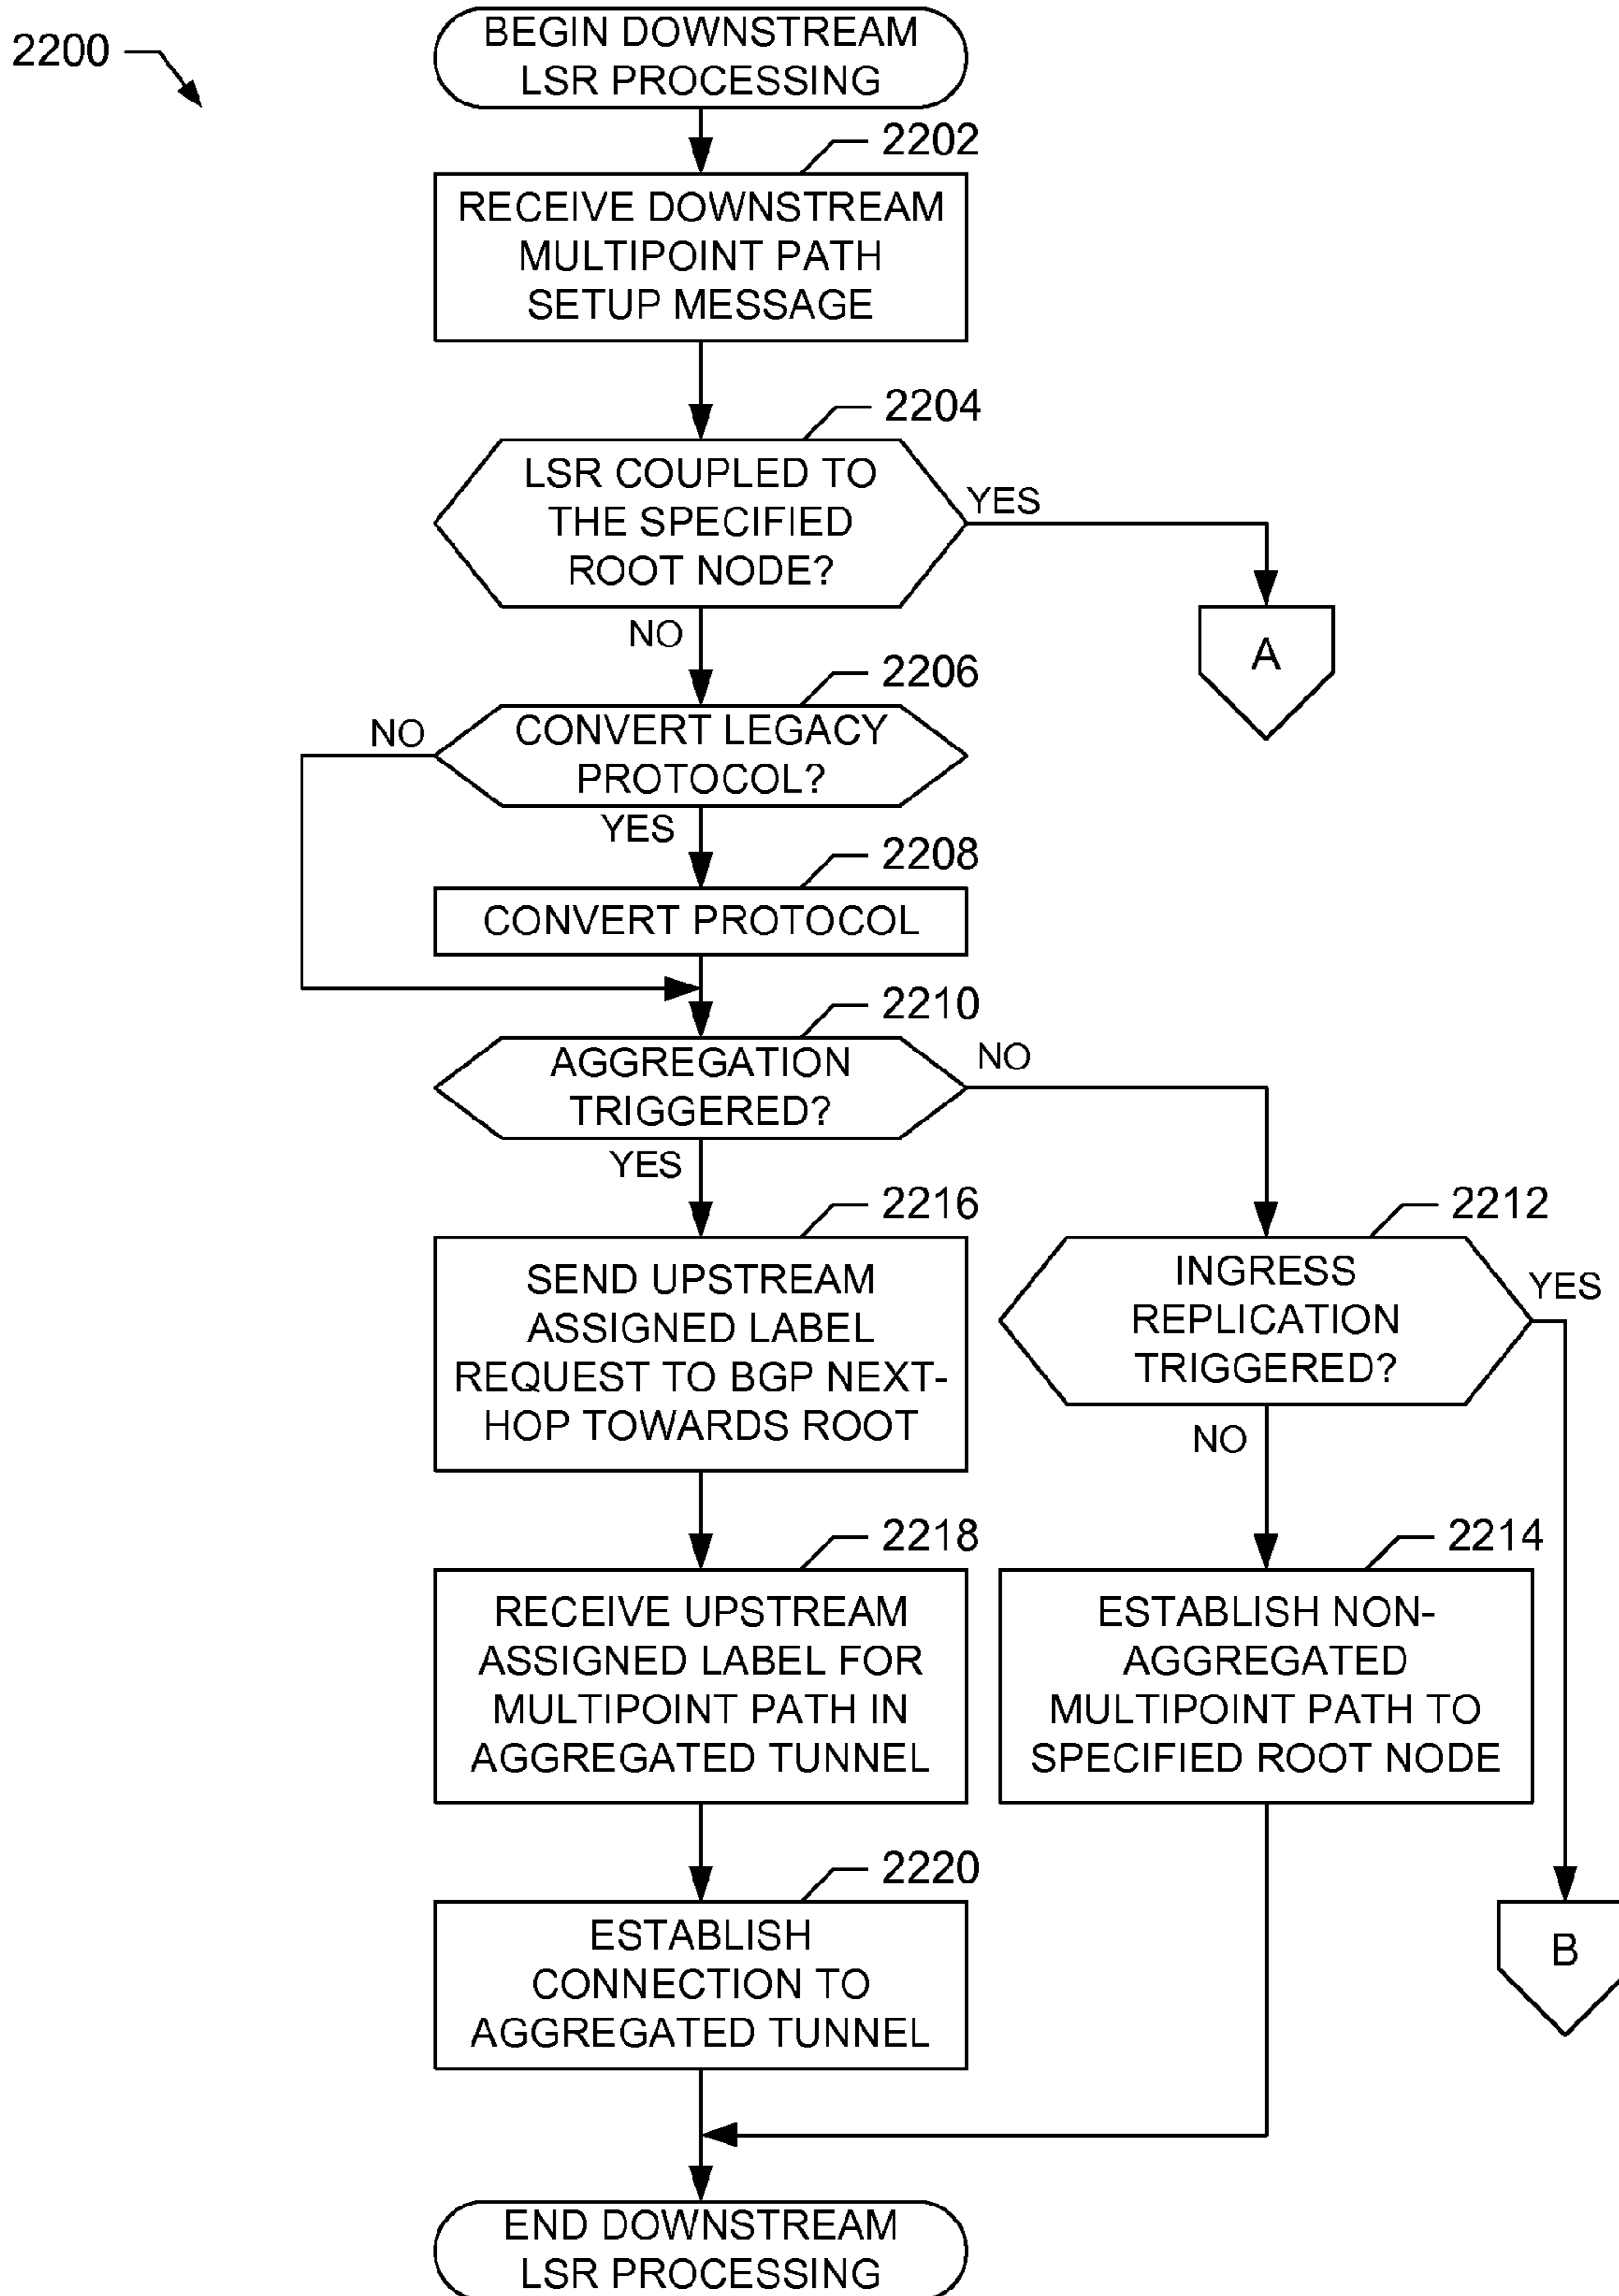 2200
BEGIN DOWNSTREAM
LSR PROCESSING
2202
RECEIVE DOWNSTREAM
MULTIPOINT PATH
SETUP MESSAGE
2204
LSR COUPLED TO
THE SPECIFIED
ROOT NODE?
YES
NO
A
2206
CONVERT LEGACY
PROTOCOL?
NO
YES
2208
CONVERT PROTOCOL
2210
AGGREGATION
TRIGGERED?
NO
YES
2216
SEND UPSTREAM
ASSIGNED LABEL
REQUEST TO BGP NEXT-
HOP TOWARDS ROOT
2212
INGRESS
REPLICATION
TRIGGERED?
YES
NO
2218
RECEIVE UPSTREAM
ASSIGNED LABEL FOR
MULTIPOINT PATH IN
AGGREGATED TUNNEL
2214
ESTABLISH NON-
AGGREGATED
MULTIPOINT PATH TO
SPECIFIED ROOT NODE
2220
ESTABLISH
CONNECTION TO
AGGREGATED TUNNEL
B
END DOWNSTREAM
LSR PROCESSING